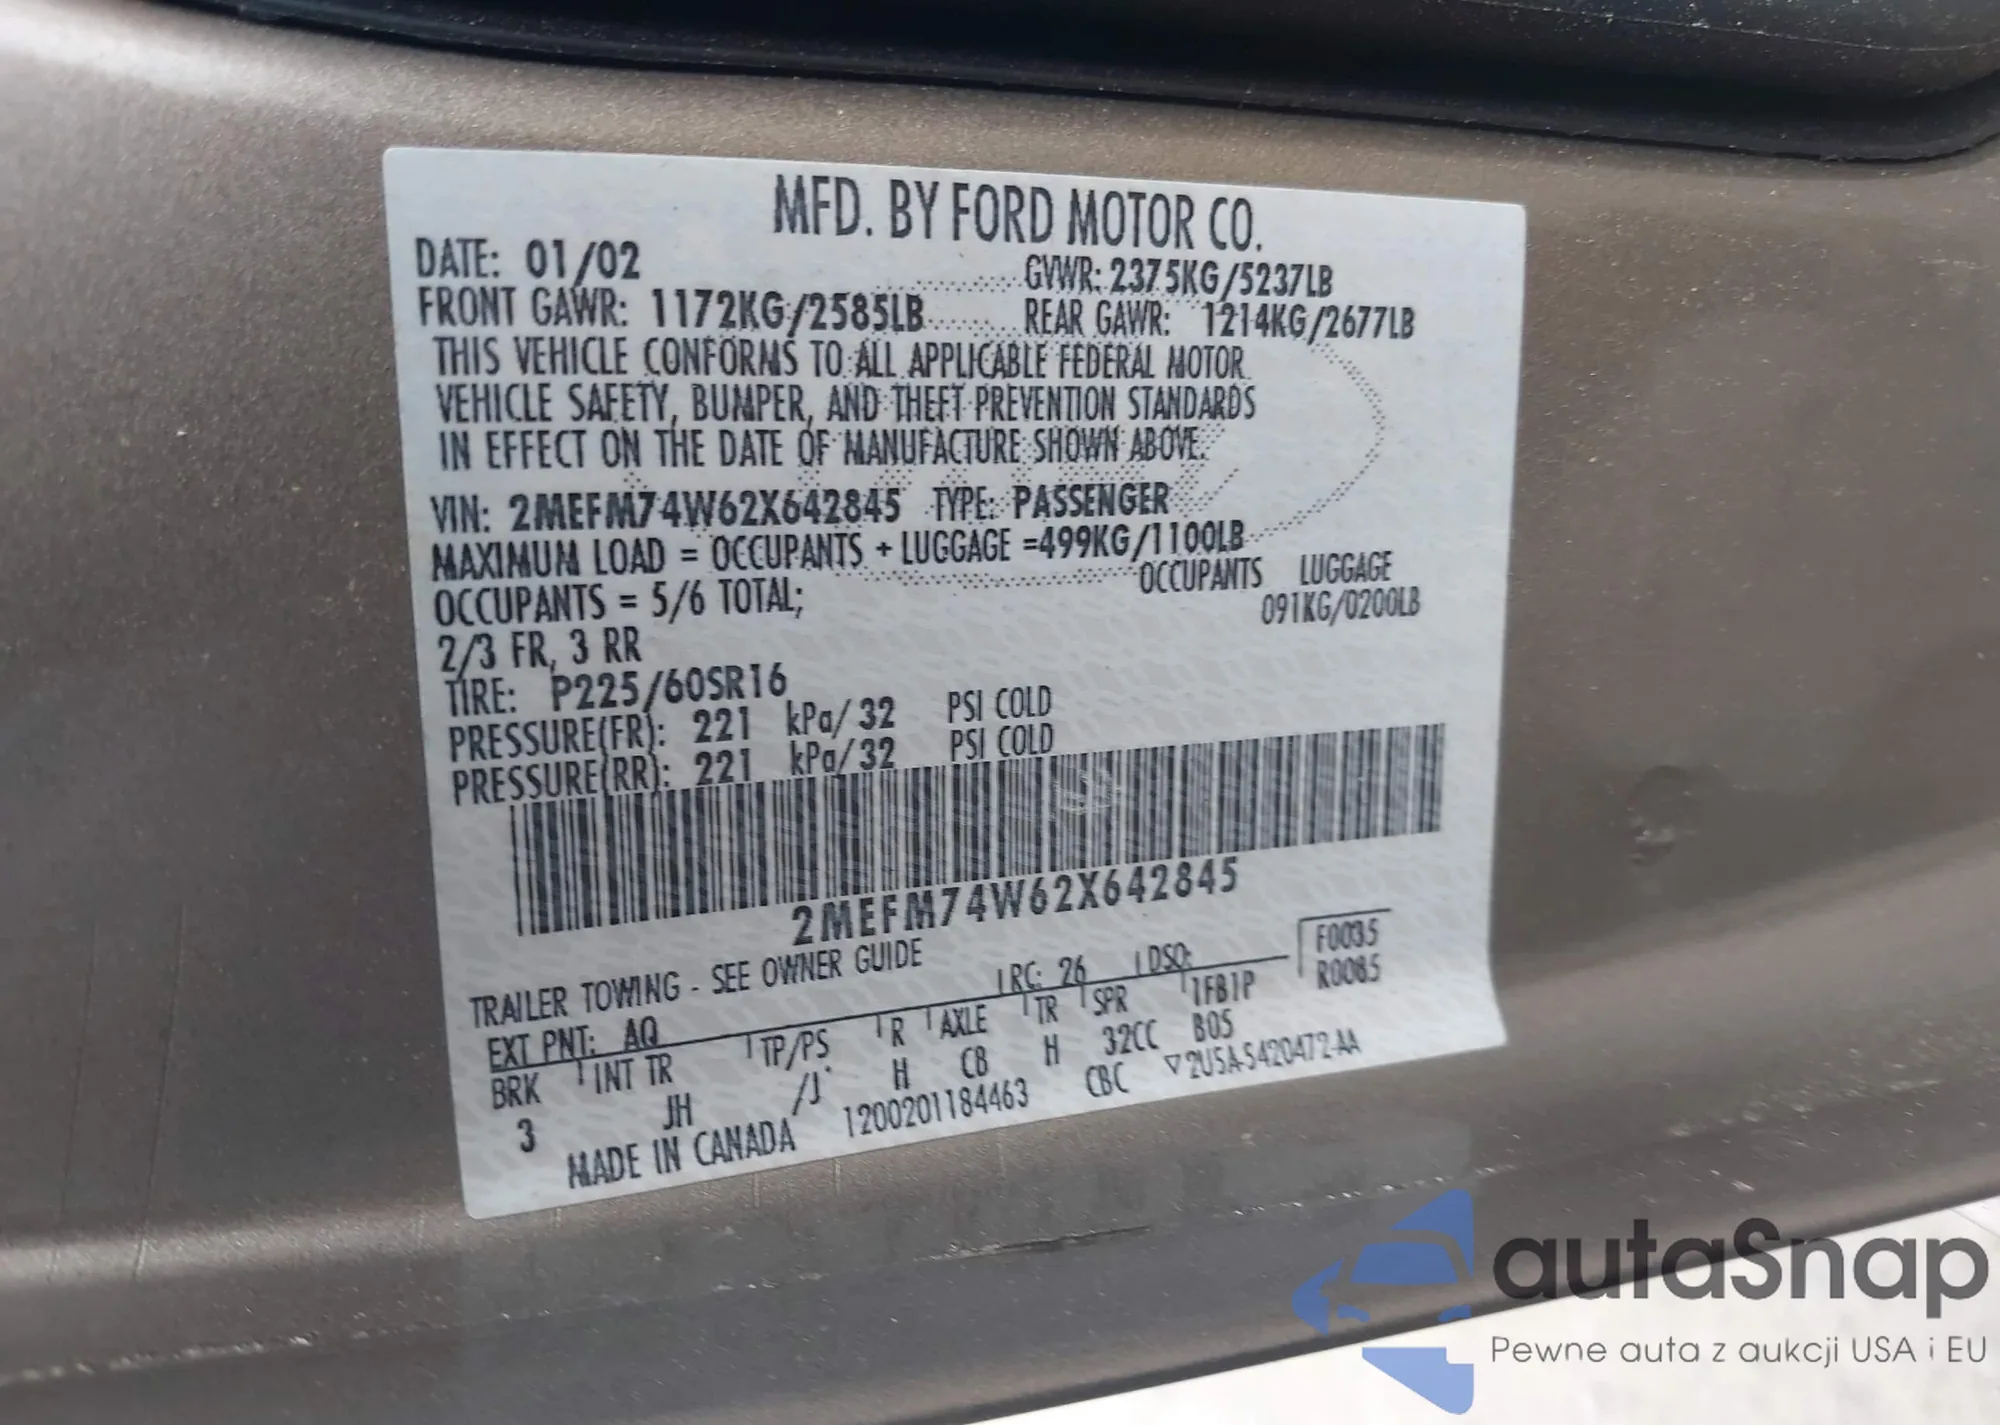 MFD. BY FORD MOTOR CO.
DATE: 01/02
GVWR: 2375KG/5237LB
FRONT GAWR: 1172KG/2585LB
REAR GAWR: 1214KG/2677LB
THIS VEHICLE CONFORMS TO ALL APPLICABLE FEDERAL MOTOR
VEHICLE SAFETY, BUMPER, AND THEFT PREVENTION STANDARDS
IN EFFECT ON THE DATE OF MANUFACTURE SHOWN ABOVE.
VIN: 2MEFM74W62X642845 TYPE: PASSENGER
MAXIMUM LOAD = OCCUPANTS + LUGGAGE =499KG/1100LB
OCCUPANTS LUGGAGE
OCCUPANTS = 5/6 TOTAL; 091KG/0200LB
2/3 FR, 3 RR
TIRE: P225/60SR16
PRESSURE(FR): 221 kPa/32 PSI COLD
PRESSURE(RR): 221 kPa/32 PSI COLD
2MEFM74W62X642845
TRAILER TOWING - SEE OWNER GUIDE
F0035
R0085
EXT PNT: AQ RC: 26 DSO:
BRK INT TR TP/PS R AXLE TR SPR 1FB1P
3 JH /J H CB H 32CC B05
MADE IN CANADA 1200201184463 CBC ▽2U5A-5420472-AA
autaSnap
Pewne auta z aukcji USA i EU